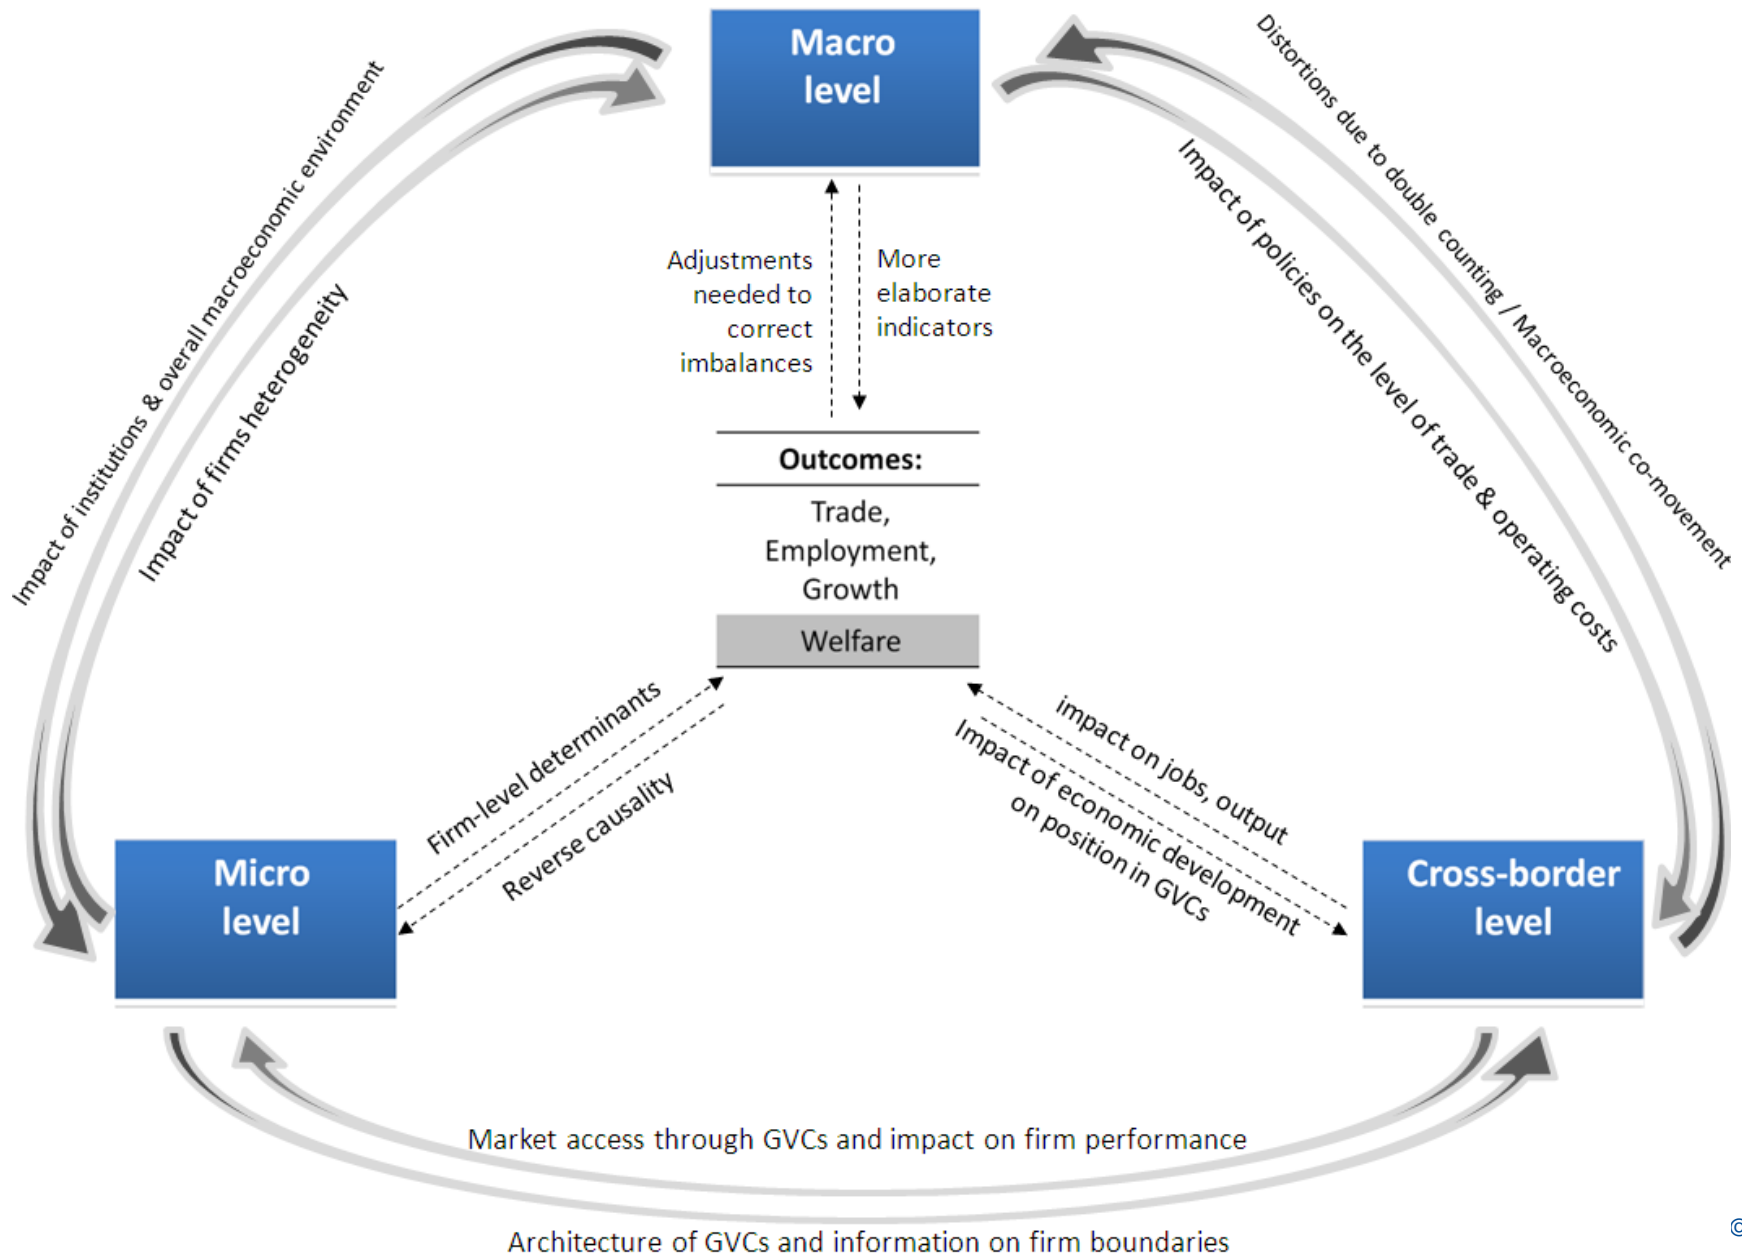 Macro
level
Distortions due to double counting / Macroeconomic co-movement
Impact of policies on the level of trade & operating costs
Impact of institutions & overall macroeconomic environment
Impact of firms heterogeneity
Adjustments
needed to
correct
imbalances
More
elaborate
indicators
Outcomes:
Trade,
Employment,
Growth
Welfare
Firm-level determinants
Reverse causality
impact on jobs, output
Impact of economic development
on position in GVCs
Micro
level
Cross-border
level
Market access through GVCs and impact on firm performance
Architecture of GVCs and information on firm boundaries
©